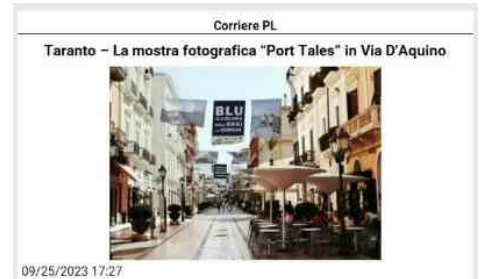 Corriere PL
Taranto – La mostra fotografica “Port Tales” in Via D’Aquino
BLU
09/25/2023 17:27